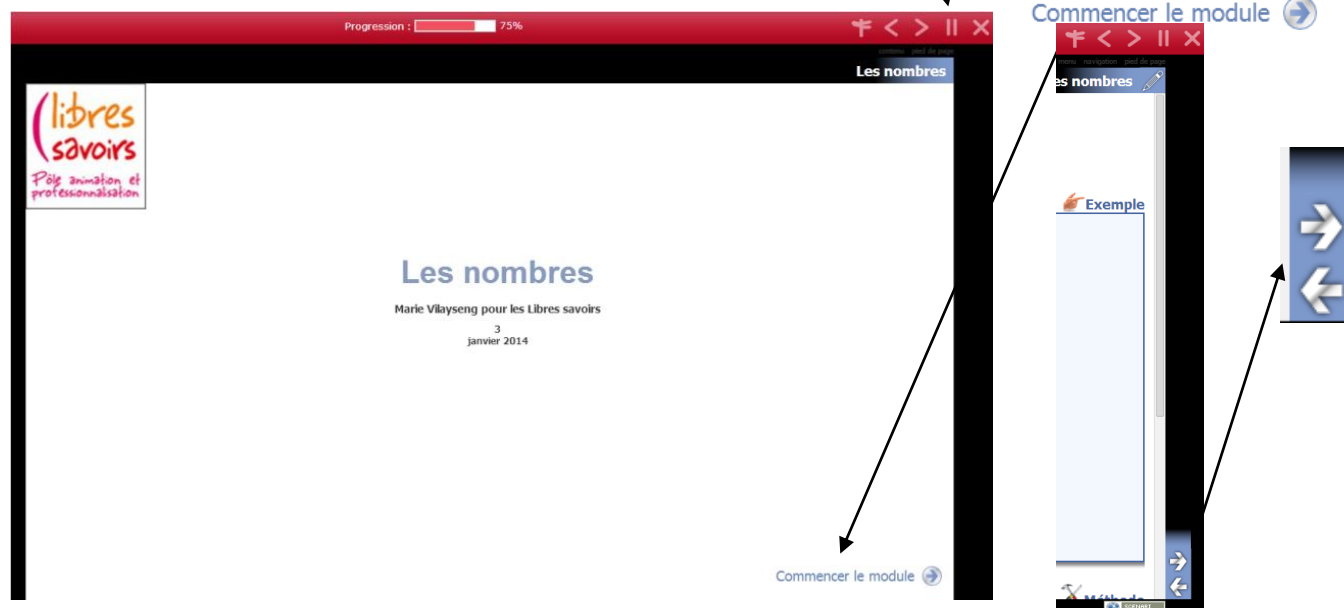 Progression : 75%
contenu pied de page
Les nombres
(libres
savoirs
Pôle animation et
professionnalisation
Les nombres
Marie Vilayseng pour les Libres savoirs
3
janvier 2014
Commencer le module
Commencer le module
menu navigation pied de page
es nombres
Exemple
Méthode
SCENARI